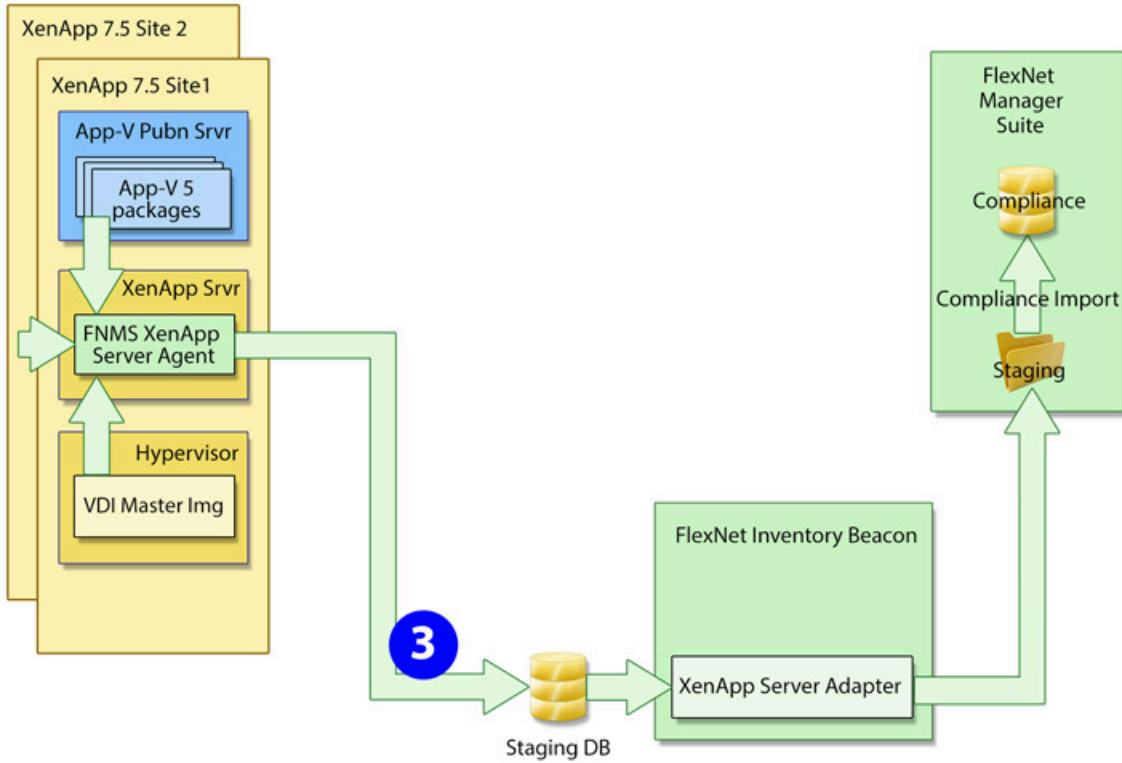 XenApp 7.5 Site 2
XenApp 7.5 Site1
App-V Pubn Srvr
App-V 5
packages
XenApp Srvr
FNMS XenApp
Server Agent
Hypervisor
VDI Master Img
3
Staging DB
FlexNet Inventory Beacon
XenApp Server Adapter
FlexNet
Manager
Suite
Compliance
Compliance Import
Staging